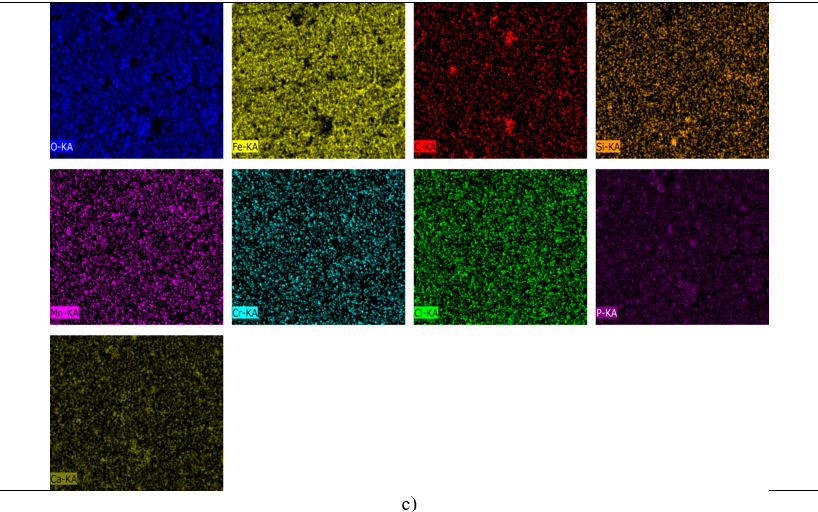 O-KA
Fe-KA
C-KA
Si-KA
Mn-KA
Cr-KA
Cl-KA
P-KA
Ca-KA
c)